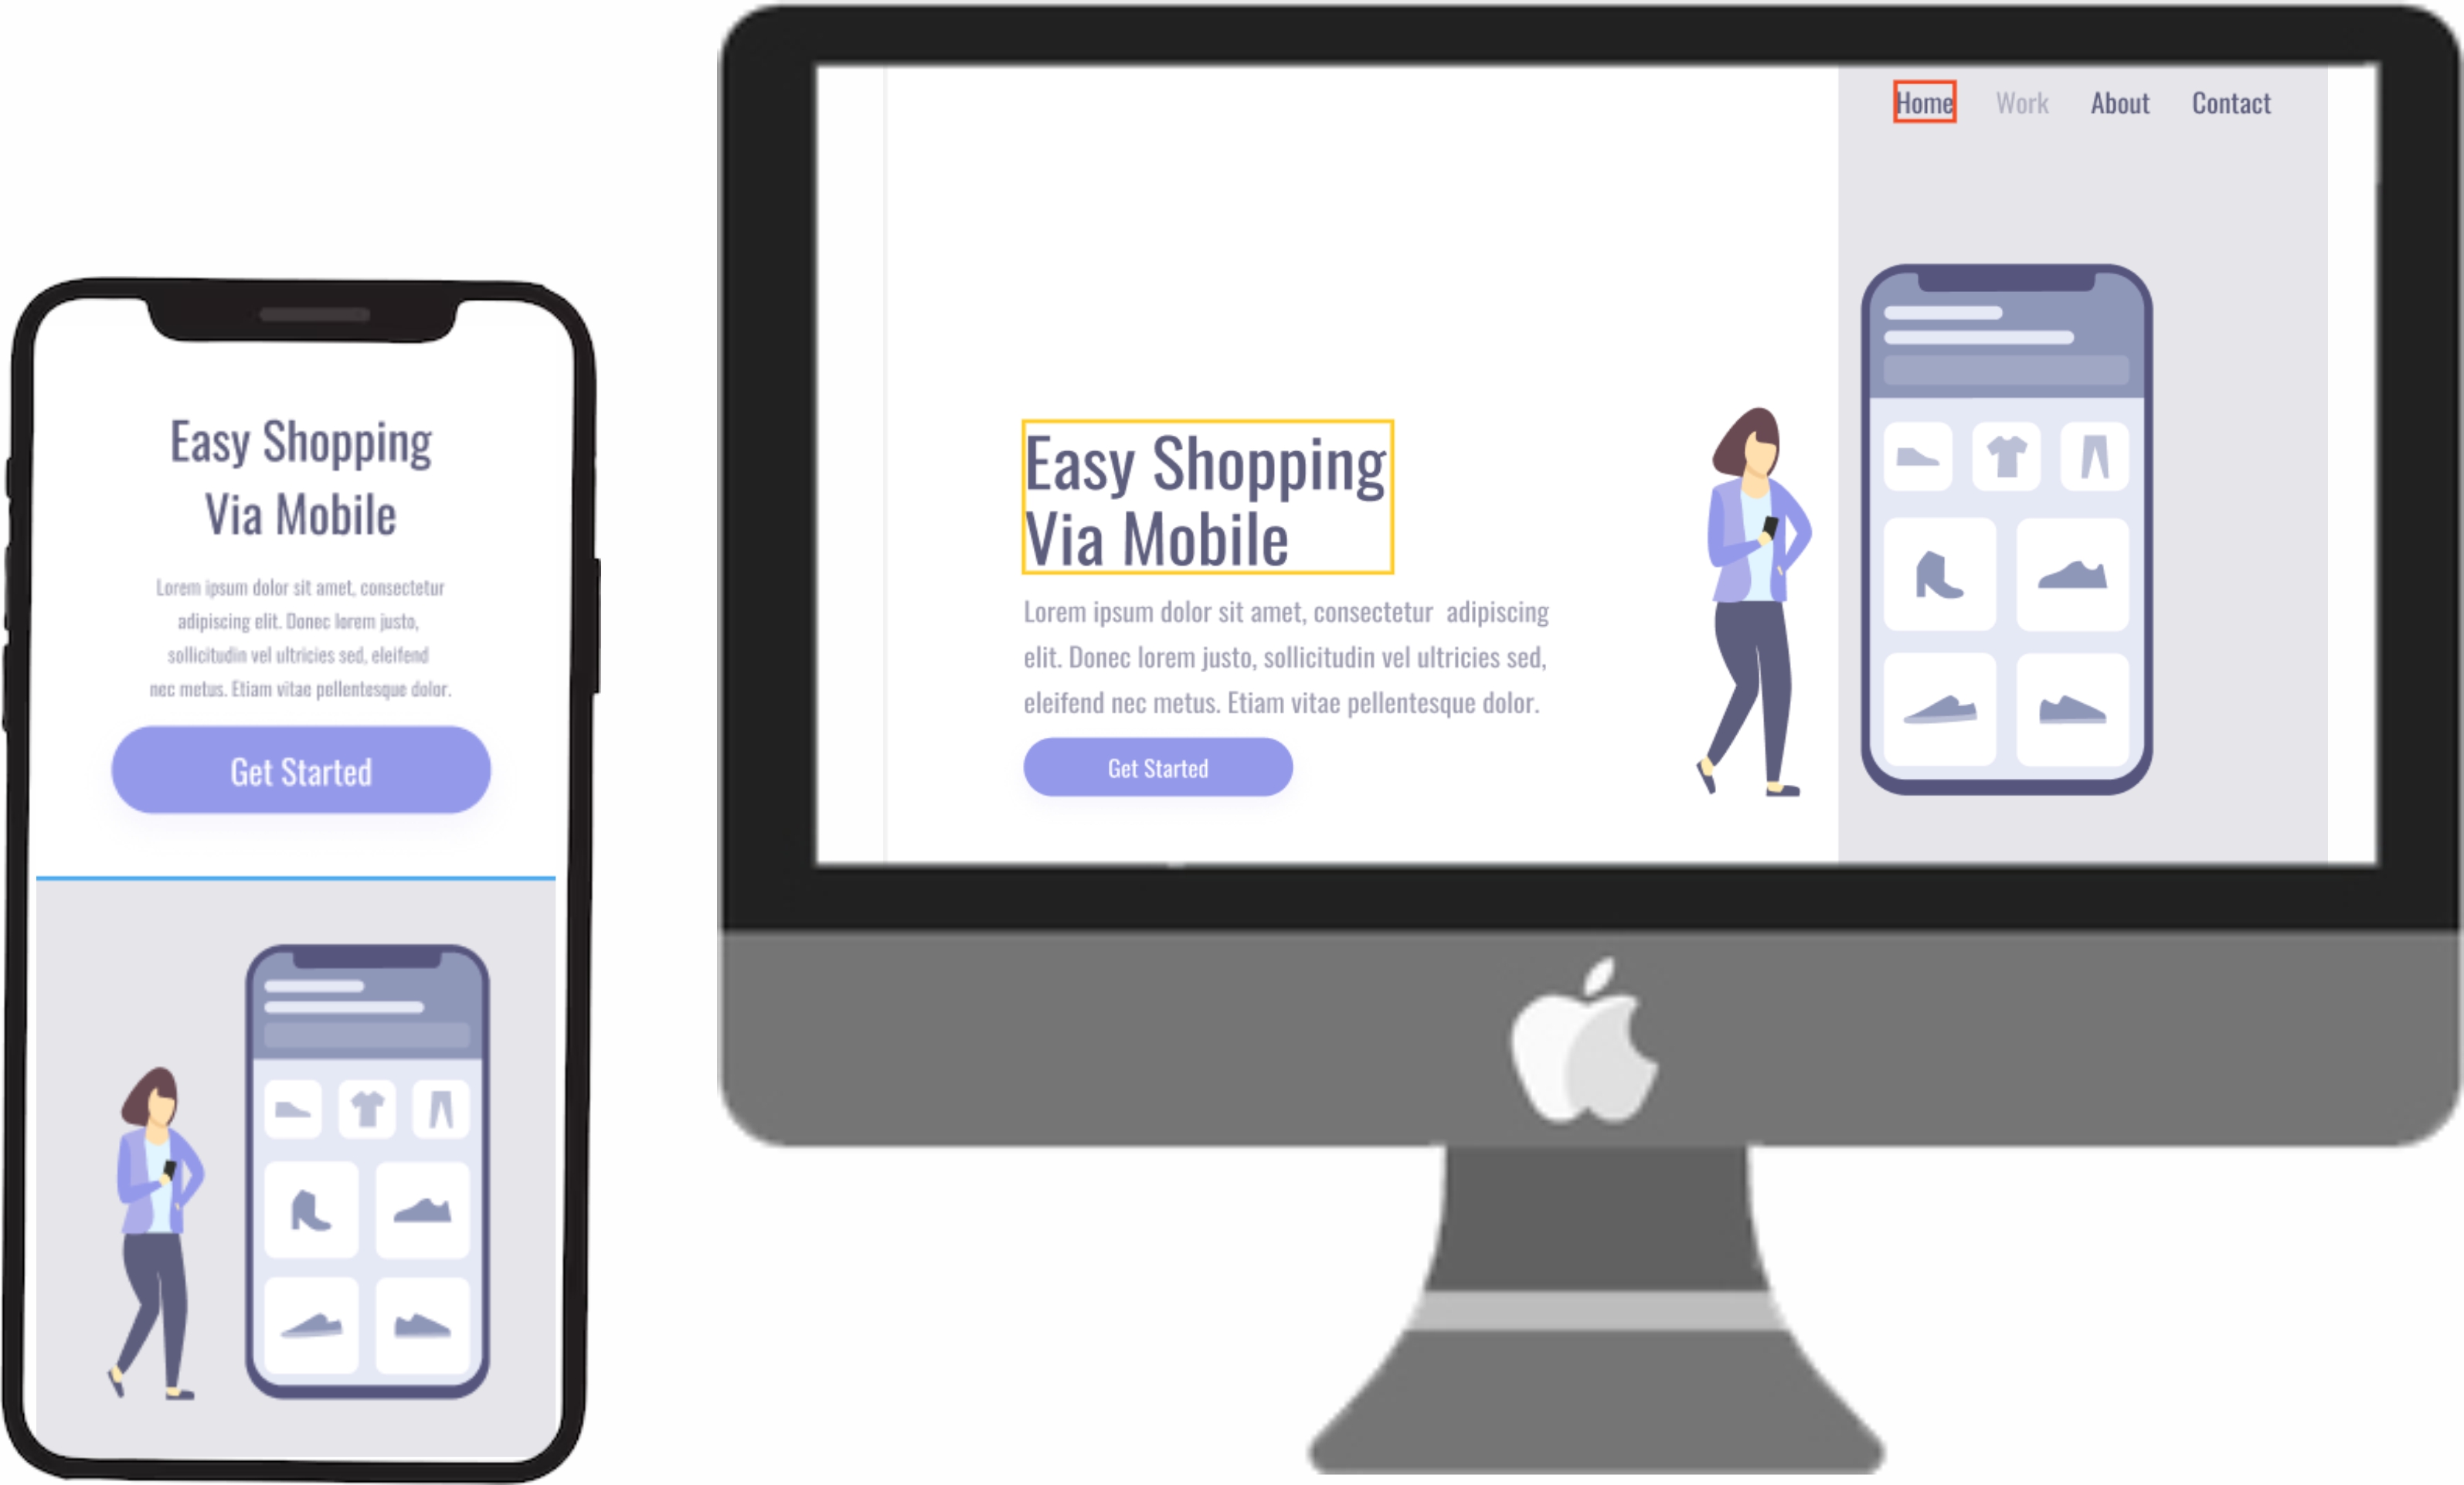 Easy Shopping
Via Mobile
Lorem ipsum dolor sit amet, consectetur
adipiscing elit. Donec lorem justo,
sollicitudin vel ultricies sed, eleifend
nec metus. Etiam vitae pellentesque dolor.
Get Started
Home Work About Contact
Easy Shopping
Via Mobile
Lorem ipsum dolor sit amet, consectetur adipiscing
elit. Donec lorem justo, sollicitudin vel ultricies sed,
eleifend nec metus. Etiam vitae pellentesque dolor.
Get Started